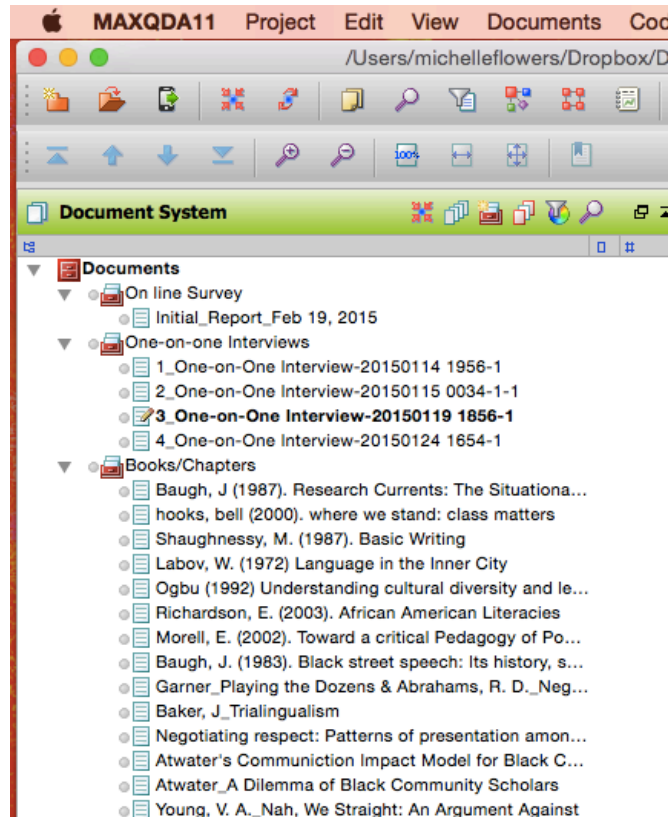 MAXQDA11 Project Edit View Documents Cod
/Users/michelleflowers/Dropbox/D
100%
Document System
#
Documents
On line Survey
Initial_Report_Feb 19, 2015
One-on-one Interviews
1_One-on-One Interview-20150114 1956-1
2_One-on-One Interview-20150115 0034-1-1
3_One-on-One Interview-20150119 1856-1
4_One-on-One Interview-20150124 1654-1
Books/Chapters
Baugh, J (1987). Research Currents: The Situationa...
hooks, bell (2000). where we stand: class matters
Shaughnessy, M. (1987). Basic Writing
Labov, W. (1972) Language in the Inner City
Ogbu (1992) Understanding cultural diversity and le...
Richardson, E. (2003). African American Literacies
Morell, E. (2002). Toward a critical Pedagogy of Po...
Baugh, J. (1983). Black street speech: Its history, s...
Garner_Playing the Dozens & Abrahams, R. D._Neg...
Baker, J_Trialingualism
Negotiating respect: Patterns of presentation amon...
Atwater's Communiction Impact Model for Black C...
Atwater_A Dilemma of Black Community Scholars
Young, V. A._Nah, We Straight: An Argument Against